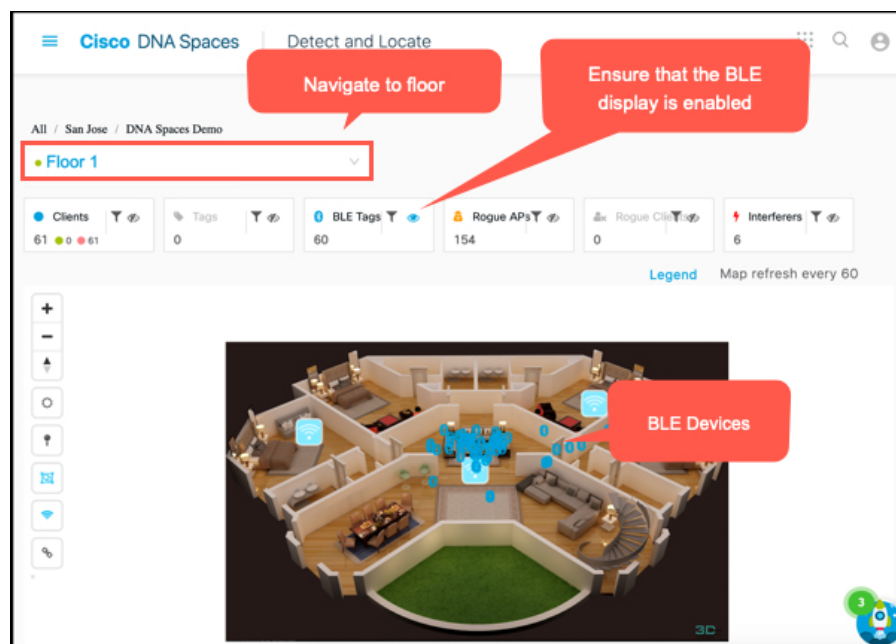 Cisco DNA Spaces
Detect and Locate
Navigate to floor
Ensure that the BLE
display is enabled
All / San Jose / DNA Spaces Demo
Floor 1
Clients
61 0 61
Tags
0
BLE Tags
60
Rogue APs
154
Rogue Clients
0
Interferers
6
Legend
Map refresh every 60
BLE Devices
3C
3